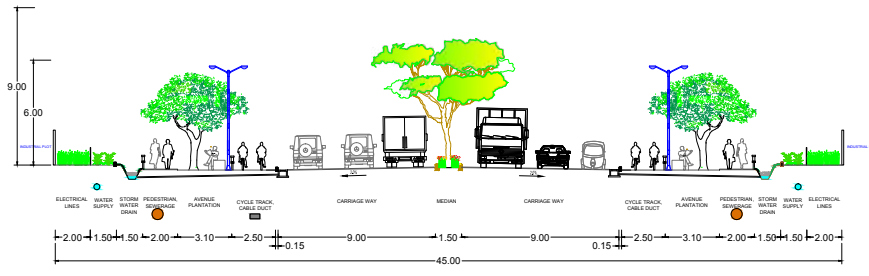 9.00
6.00
INDUSTRIAL PLOT
INDUSTRIAL
ELECTRICAL
LINES
WATER
SUPPLY
STORM
WATER
DRAIN
PEDESTRIAN,
SEWERAGE
AVENUE
PLANTATION
CYCLE TRACK,
CABLE DUCT
CARRIAGE WAY
MEDIAN
CARRIAGE WAY
CYCLE TRACK,
CABLE DUCT
AVENUE
PLANTATION
PEDESTRIAN,
SEWERAGE
STORM
WATER
DRAIN
WATER
SUPPLY
ELECTRICAL
LINES
2.00 1.50 1.50 2.00 3.10 2.50 9.00 1.50 9.00 2.50 3.10 2.00 1.50 1.50 2.00
0.15 0.15
45.00